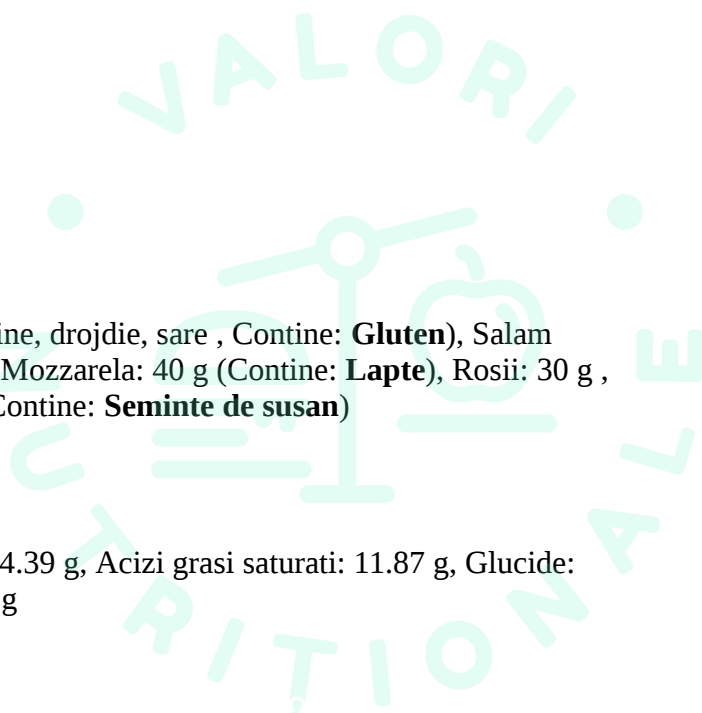 VALORI
ine, drojdie, sare , Contine: Gluten), Salam
Mozzarela: 40 g (Contine: Lapte), Rosii: 30 g ,
Contine: Seminte de susan)
4.39 g, Acizi grasi saturati: 11.87 g, Glucide:
g
NUTRITIONALE